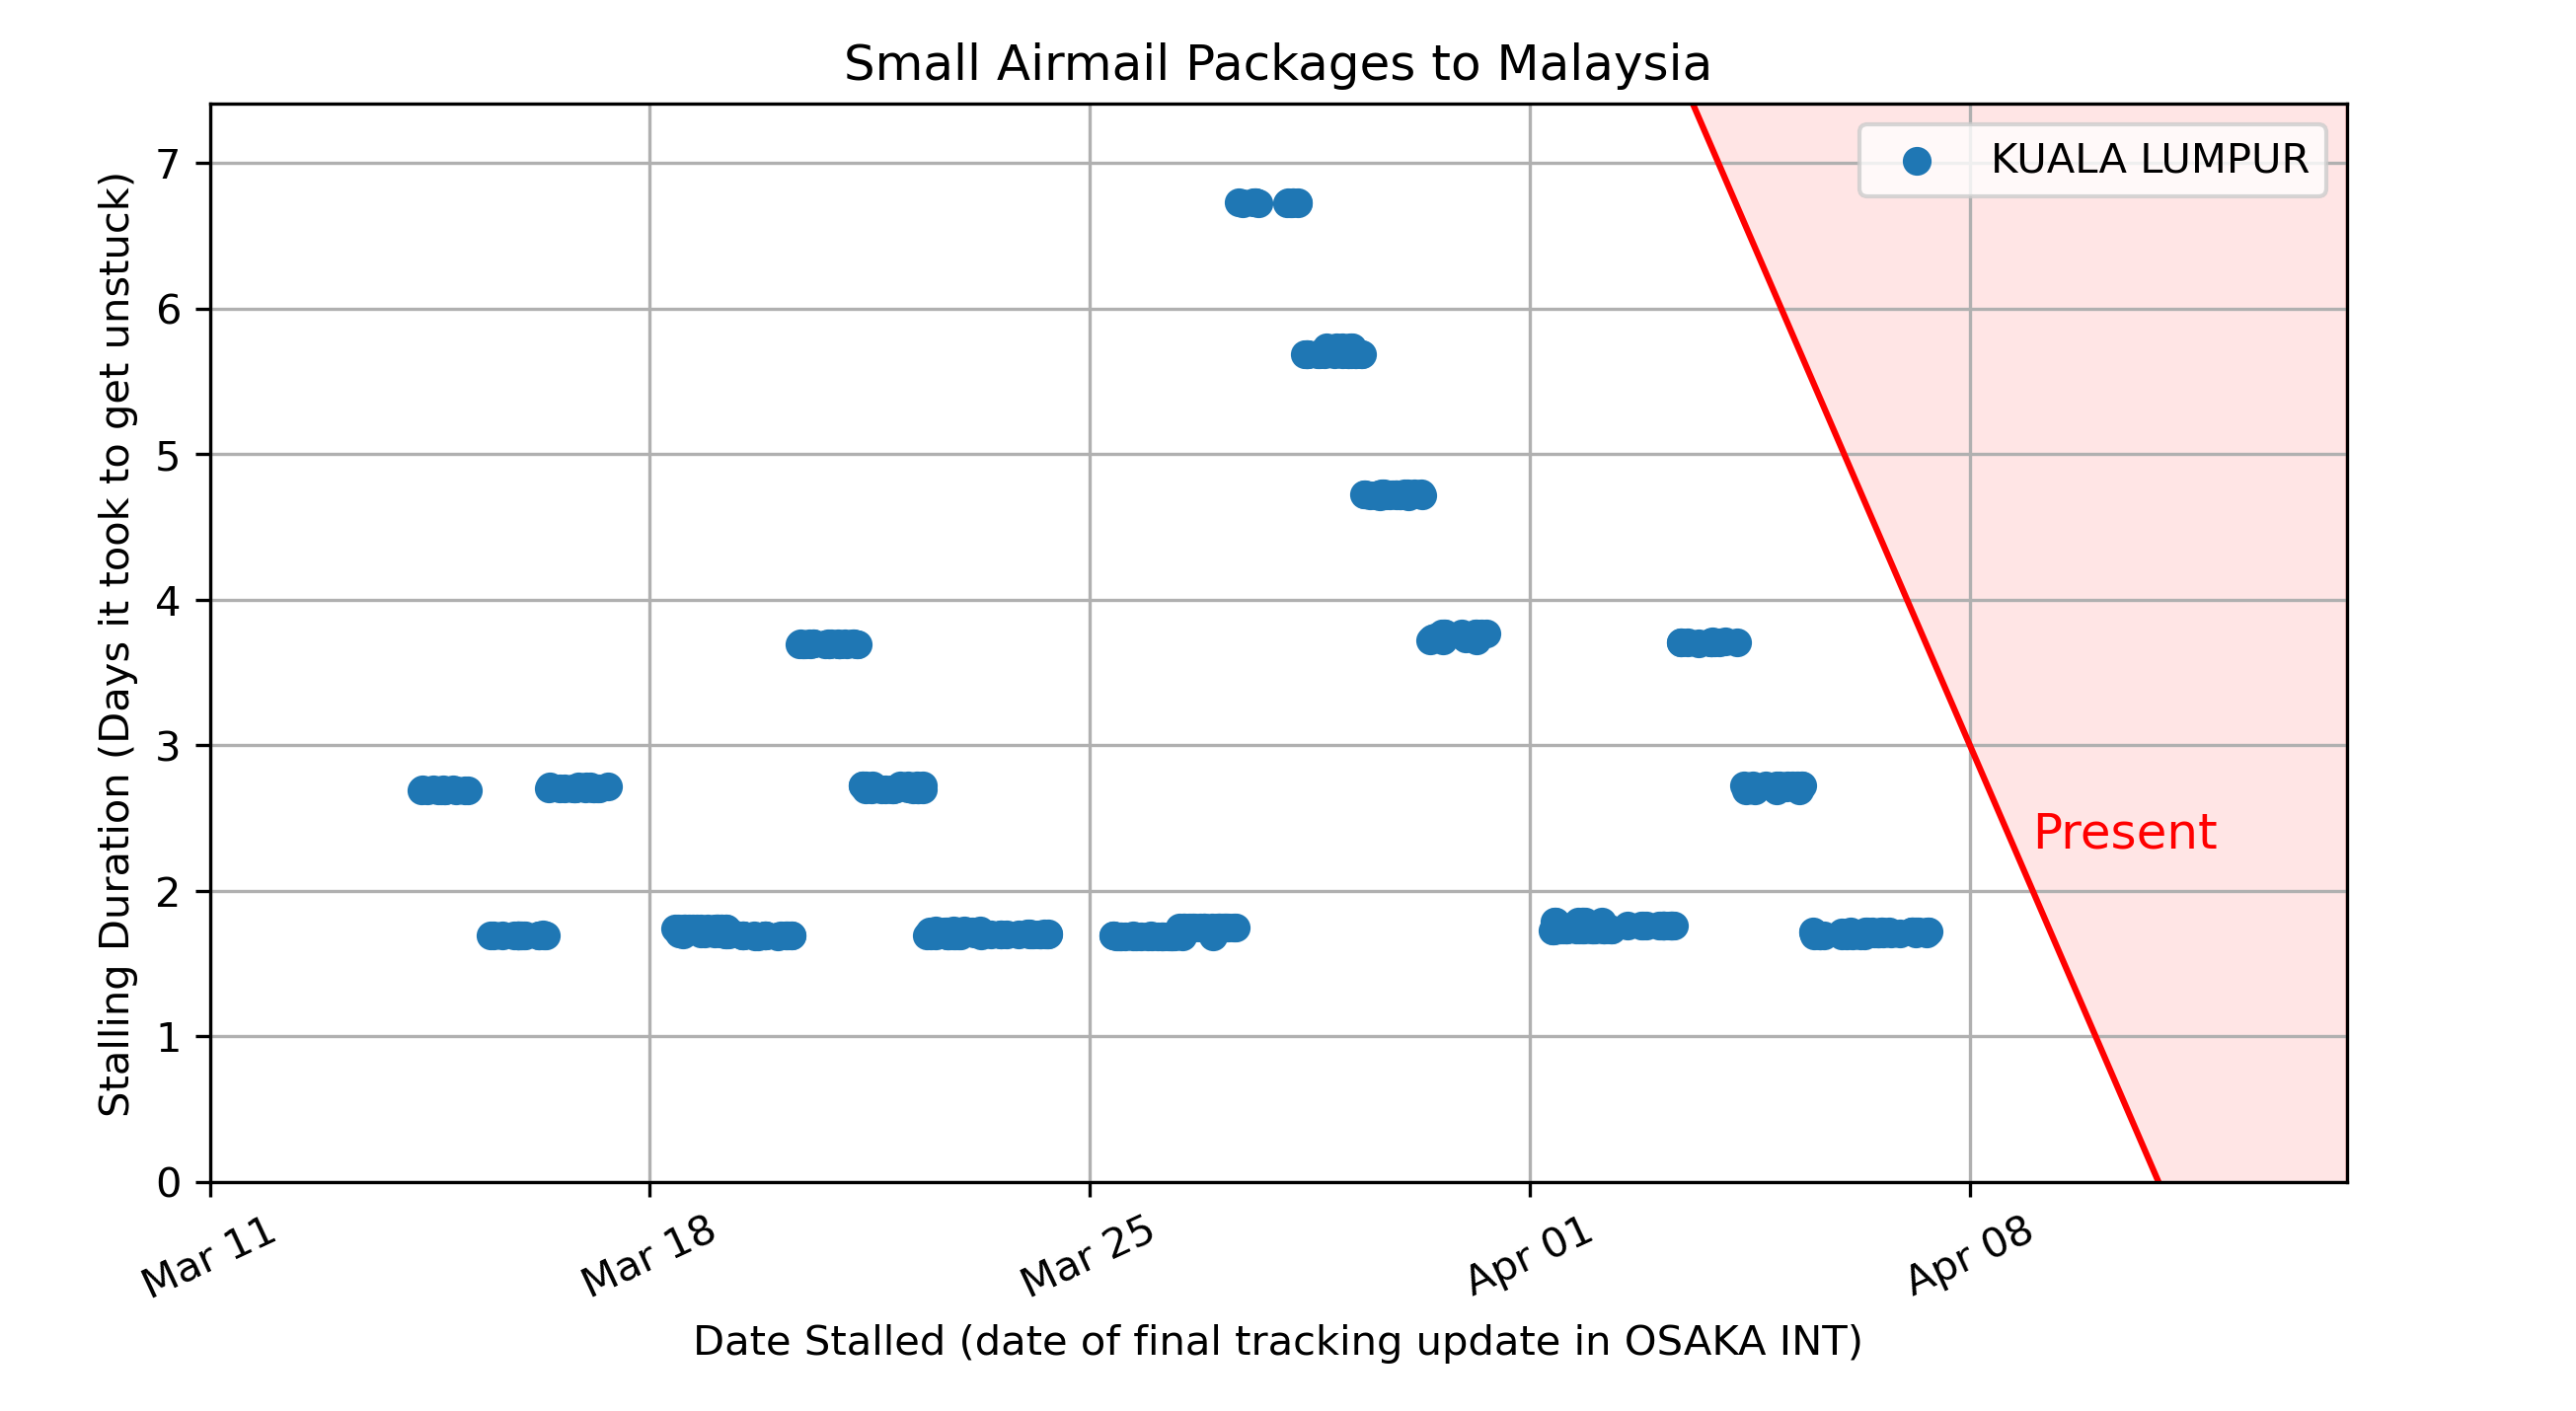 Small Airmail Packages to Malaysia
KUALA LUMPUR
Stalling Duration (Days it took to get unstuck)
7
6
5
4
3
2
1
0
Present
Mar 11
Mar 18
Mar 25
Apr 01
Apr 08
Date Stalled (date of final tracking update in OSAKA INT)